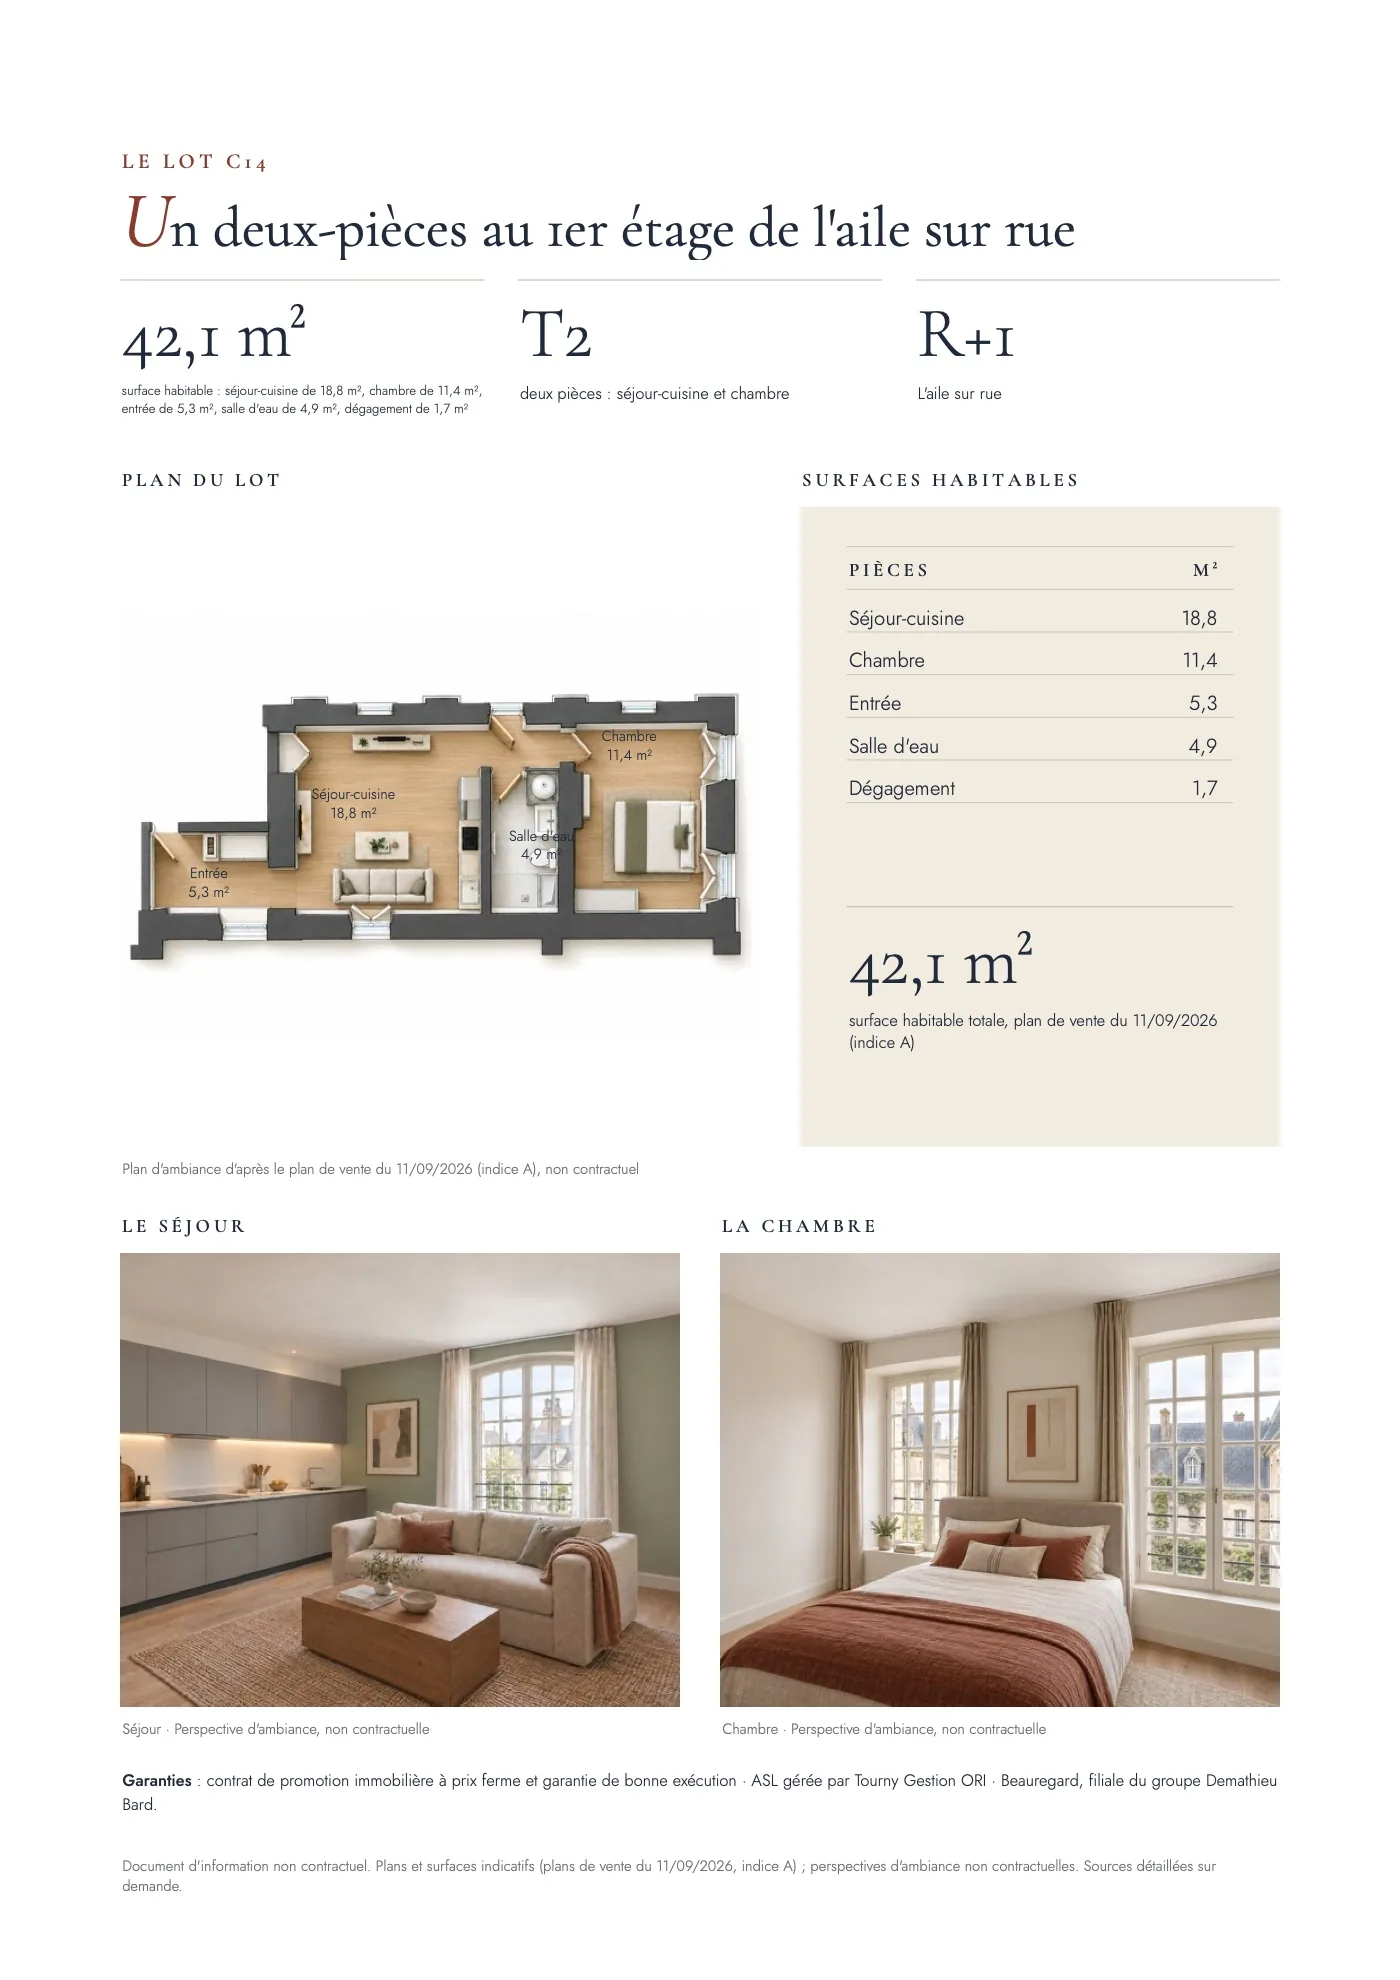 LE LOT C14
Un deux-pièces au 1er étage de l'aile sur rue
42,1 m²
surface habitable : séjour-cuisine de 18,8 m², chambre de 11,4 m²,
entrée de 5,3 m², salle d'eau de 4,9 m², dégagement de 1,7 m²
T2
deux pièces : séjour-cuisine et chambre
R+1
L'aile sur rue
PLAN DU LOT
Chambre
11,4 m²
Séjour-cuisine
18,8 m²
Salle d'eau
4,9 m²
Entrée
5,3 m²
Plan d'ambiance d'après le plan de vente du 11/09/2026 (indice A), non contractuel
SURFACES HABITABLES
PIÈCES M²
Séjour-cuisine 18,8
Chambre 11,4
Entrée 5,3
Salle d'eau 4,9
Dégagement 1,7
42,1 m²
surface habitable totale, plan de vente du 11/09/2026
(indice A)
LE SÉJOUR
Séjour · Perspective d'ambiance, non contractuelle
LA CHAMBRE
Chambre · Perspective d'ambiance, non contractuelle
Garanties : contrat de promotion immobilière à prix ferme et garantie de bonne exécution · ASL gérée par Tourny Gestion ORI · Beauregard, filiale du groupe Demathieu
Bard.
Document d'information non contractuel. Plans et surfaces indicatifs (plans de vente du 11/09/2026, indice A) ; perspectives d'ambiance non contractuelles. Sources détaillées sur
demande.